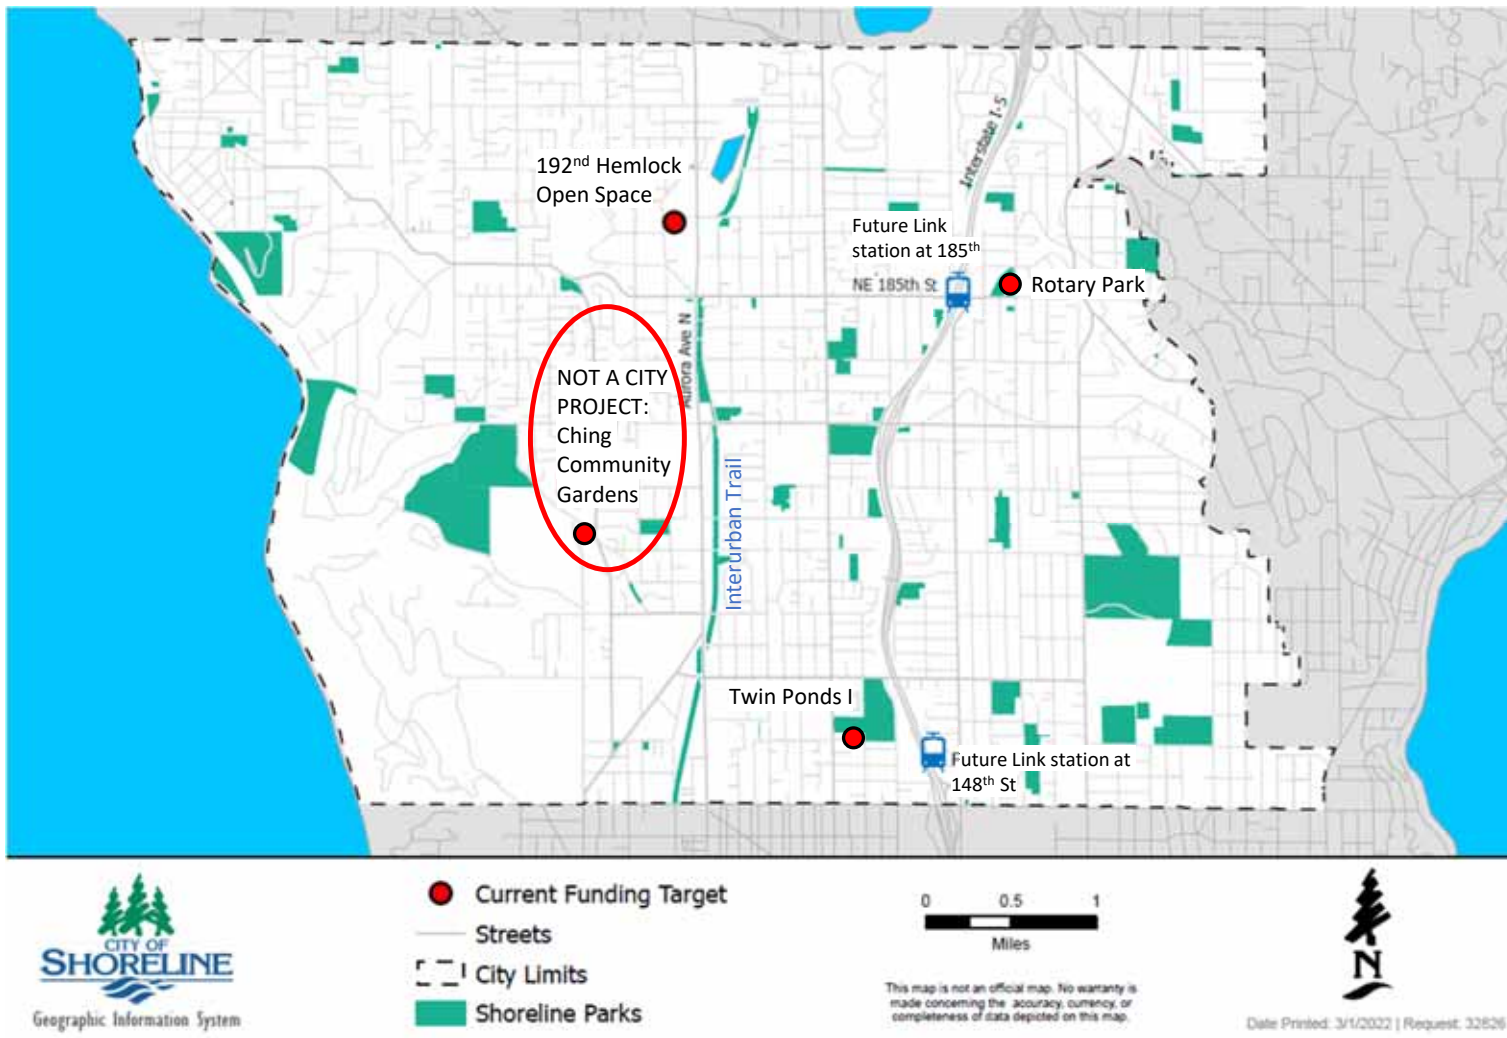 Interstate I-5
192nd Hemlock
Open Space
Future Link
station at 185th
NE 185th St
Rotary Park
Aurora Ave N
NOT A CITY
PROJECT:
Ching
Community
Gardens
Interurban Trail
Twin Ponds I
Future Link station at
148th St
CITY OF
SHORELINE
Geographic Information System
Current Funding Target
Streets
City Limits
Shoreline Parks
0 0.5 1
Miles
This map is not an official map. No warranty is
made concerning the accuracy, currency, or
completeness of data depicted on this map.
N
Date Printed: 3/1/2022 | Request: 32826